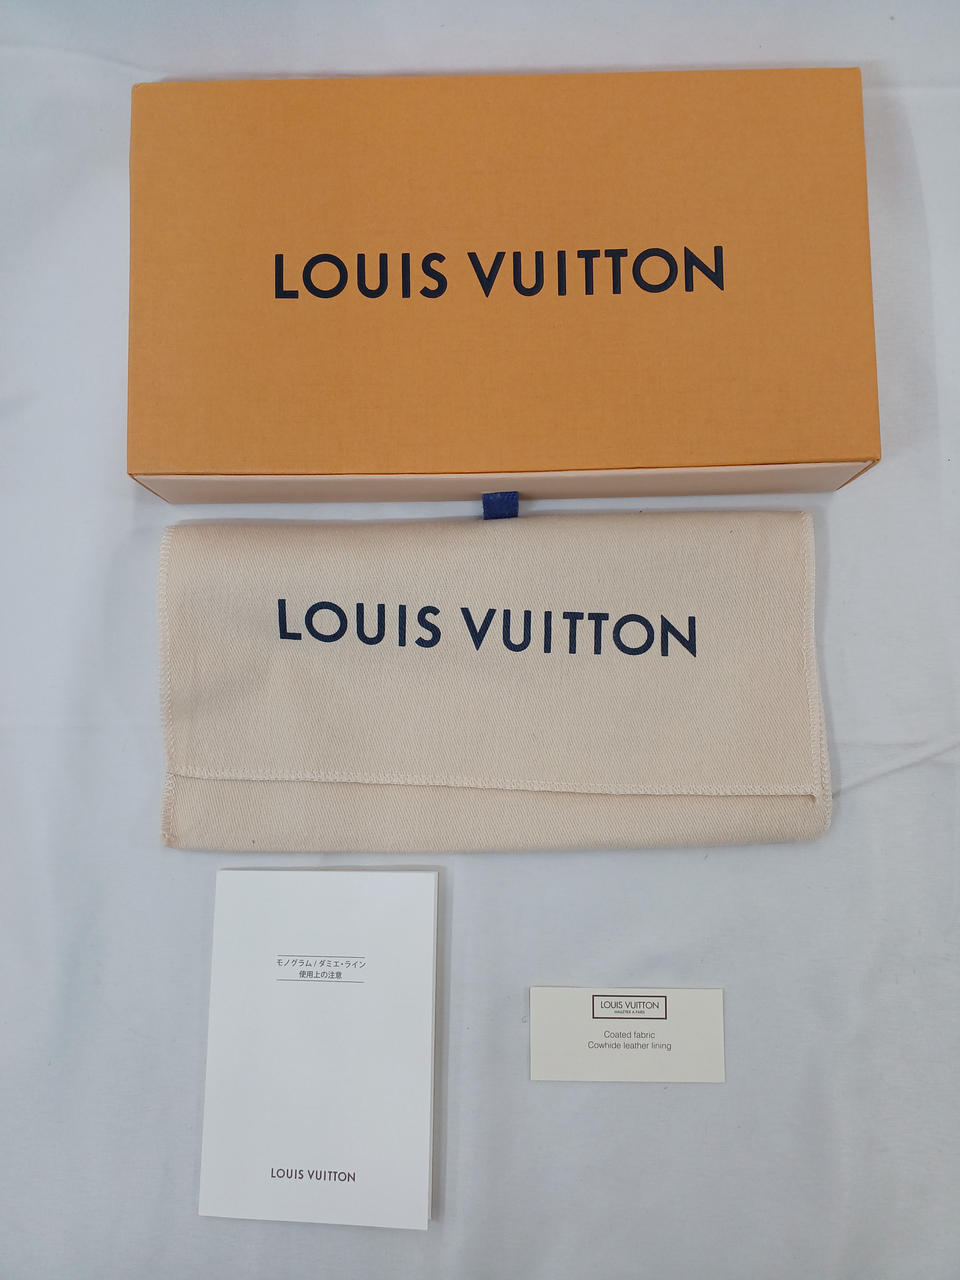 LOUIS VUITTON
LOUIS VUITTON
モノグラム / ダミエ・ライン
使用上の注意
LOUIS VUITTON
LOUIS VUITTON
MALLETIER A PARIS
Coated fabric
Cowhide leather lining